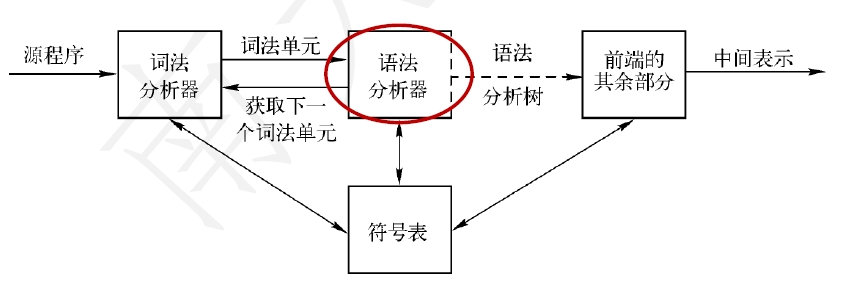 源程序
词法
分析器
词法单元
获取下一
个词法单元
语法
分析器
语法
分析树
前端的
其余部分
中间表示
符号表